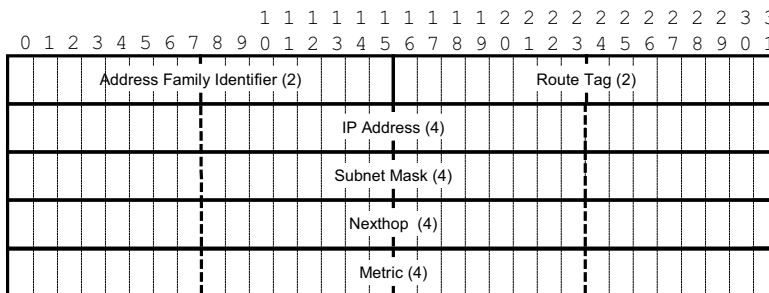 1 1 1 1 1 1 1 1 1 1 2 2 2 2 2 2 2 2 2 2 3 3
0 1 2 3 4 5 6 7 8 9 0 1 2 3 4 5 6 7 8 9 0 1 2 3 4 5 6 7 8 9 0 1
Address Family Identifier (2) Route Tag (2)
IP Address (4)
Subnet Mask (4)
Nexthop (4)
Metric (4)